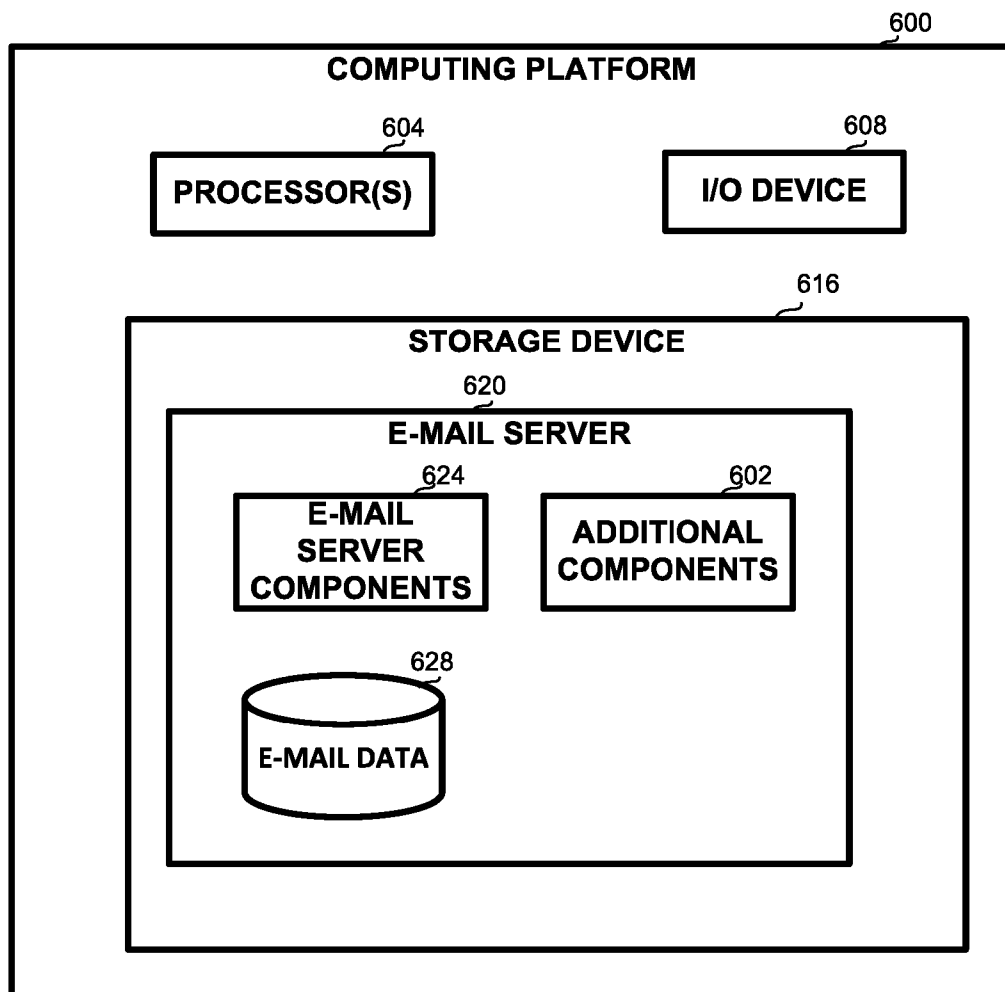 600
COMPUTING PLATFORM
604
PROCESSOR(S)
608
I/O DEVICE
616
STORAGE DEVICE
620
E-MAIL SERVER
624
E-MAIL
SERVER
COMPONENTS
602
ADDITIONAL
COMPONENTS
628
E-MAIL DATA